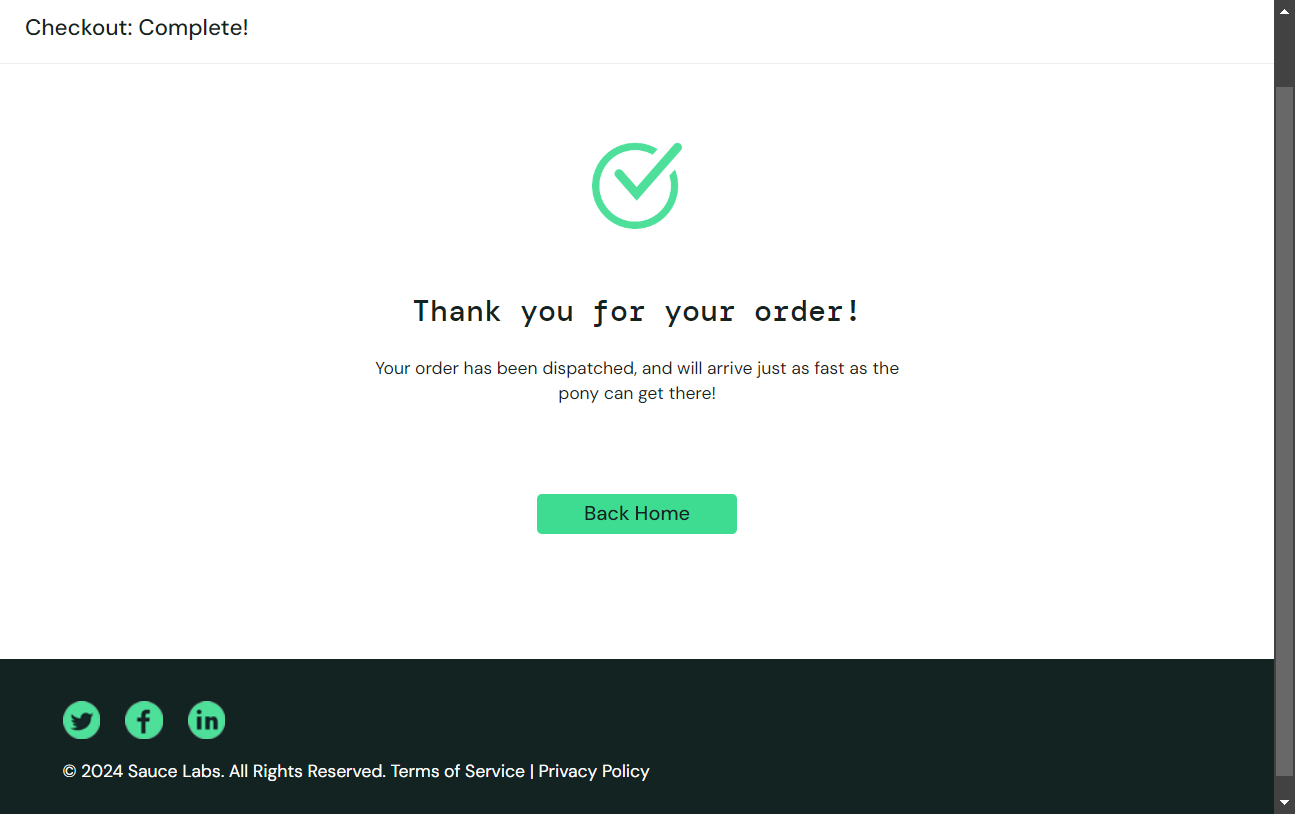 Checkout: Complete!
Thank you for your order!
Your order has been dispatched, and will arrive just as fast as the
pony can get there!
Back Home
© 2024 Sauce Labs. All Rights Reserved. Terms of Service | Privacy Policy